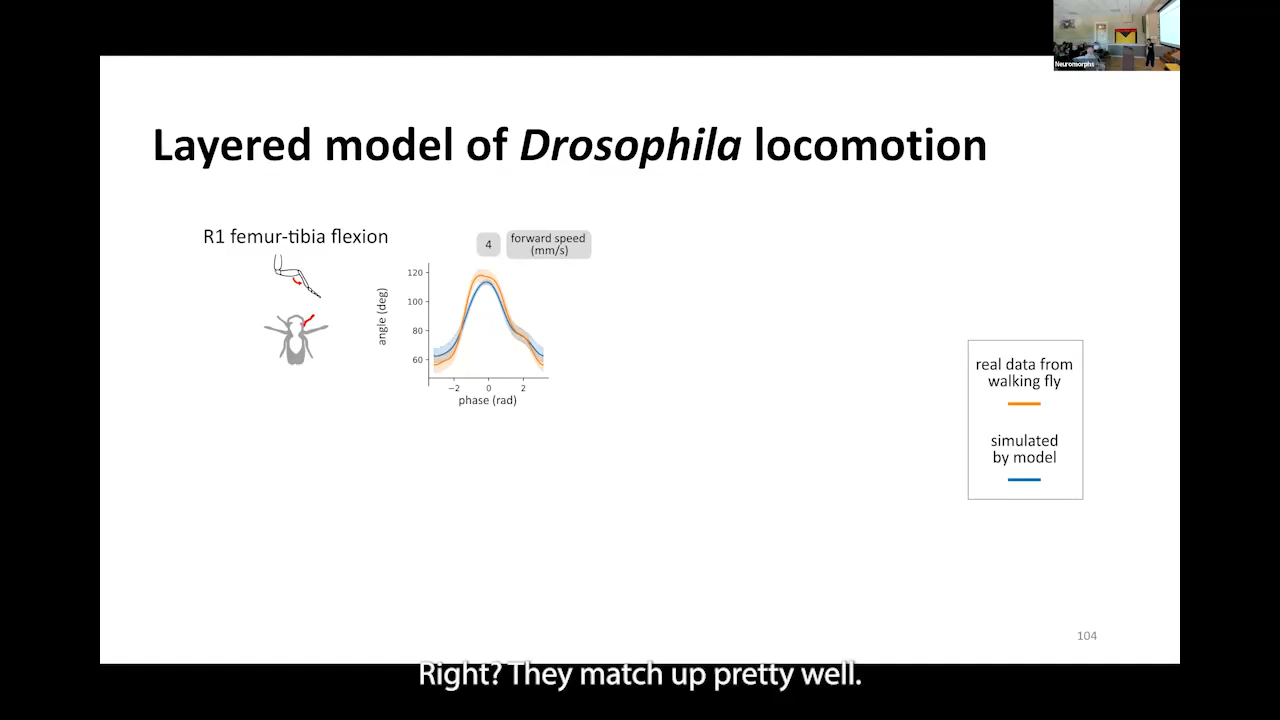 Neuromorphs
Layered model of Drosophila locomotion
R1 femur-tibia flexion
4
forward speed
(mm/s)
angle (deg)
120
100
80
60
−2
0
2
phase (rad)
real data from
walking fly
simulated
by model
104
Right? They match up pretty well.